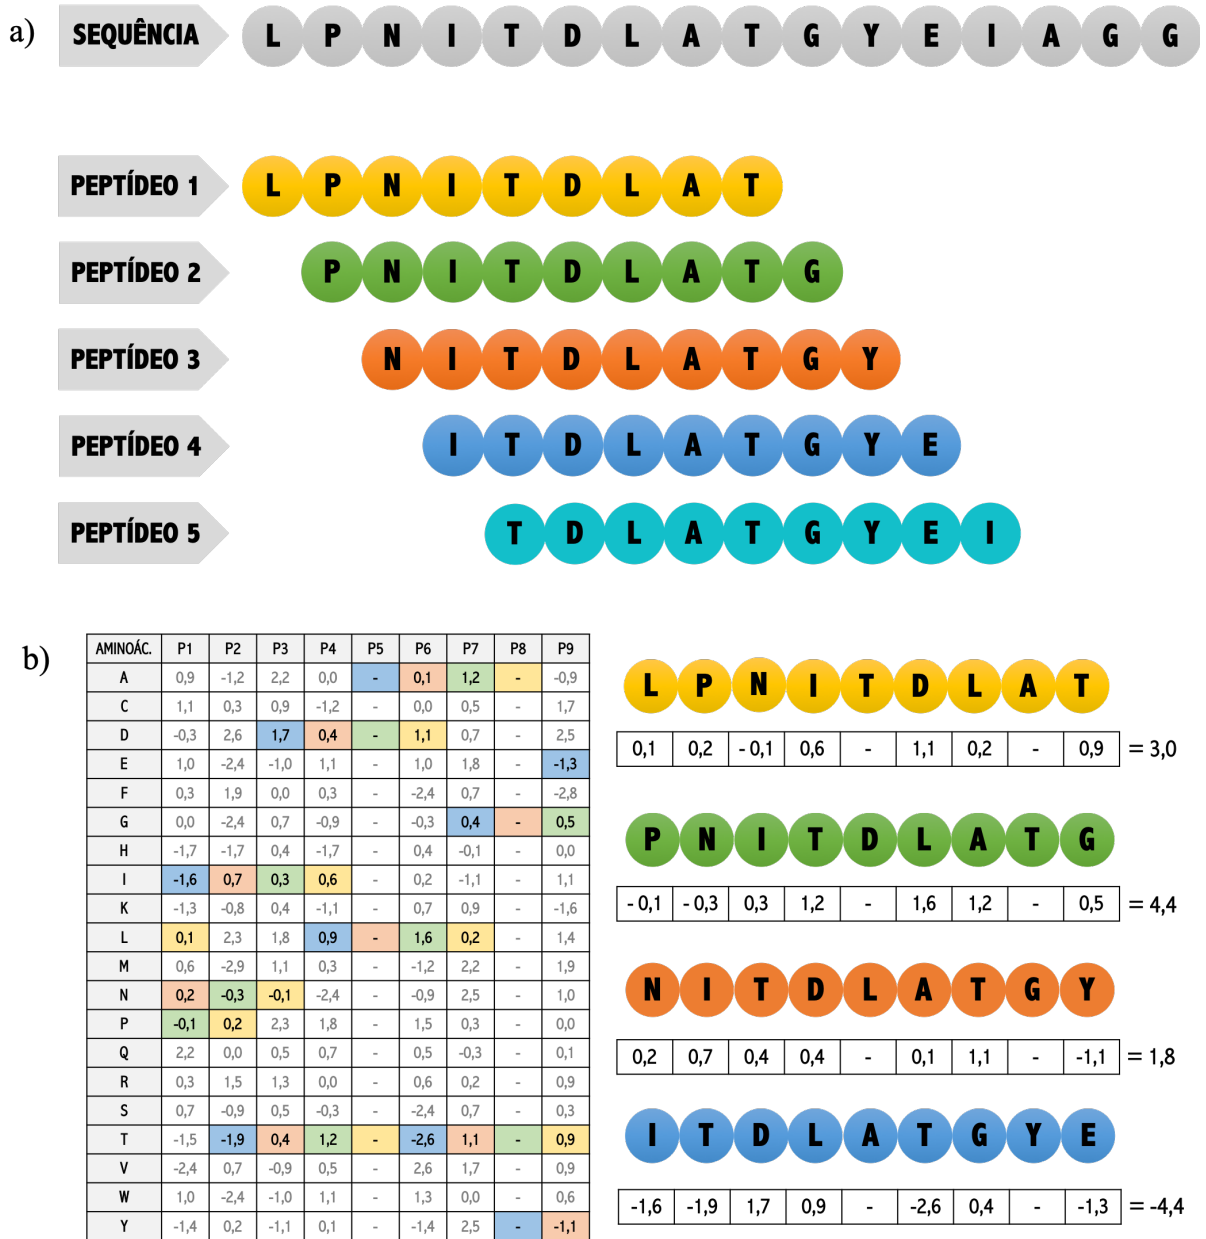 a) SEQUÊNCIA L P N I T D L A T G Y E I A G G
PEPTÍDEO 1 L P N I T D L A T
PEPTÍDEO 2 P N I T D L A T G
PEPTÍDEO 3 N I T D L A T G Y
PEPTÍDEO 4 I T D L A T G Y E
PEPTÍDEO 5 T D L A T G Y E I
b)
AMINOÁC. P1 P2 P3 P4 P5 P6 P7 P8 P9
A 0,9 -1,2 2,2 0,0 - 0,1 1,2 - -0,9
C 1,1 0,3 0,9 -1,2 - 0,0 0,5 - 1,7
D -0,3 2,6 1,7 0,4 - 1,1 0,7 - 2,5
E 1,0 -2,4 -1,0 1,1 - 1,0 1,8 - -1,3
F 0,3 1,9 0,0 0,3 - -2,4 0,7 - -2,8
G 0,0 -2,4 0,7 -0,9 - -0,3 0,4 - 0,5
H -1,7 -1,7 0,4 -1,7 - 0,4 -0,1 - 0,0
I -1,6 0,7 0,3 0,6 - 0,2 -1,1 - 1,1
K -1,3 -0,8 0,4 -1,1 - 0,7 0,9 - -1,6
L 0,1 2,3 1,8 0,9 - 1,6 0,2 - 1,4
M 0,6 -2,9 1,1 0,3 - -1,2 2,2 - 1,9
N 0,2 -0,3 -0,1 -2,4 - -0,9 2,5 - 1,0
P -0,1 0,2 2,3 1,8 - 1,5 0,3 - 0,0
Q 2,2 0,0 0,5 0,7 - 0,5 -0,3 - 0,1
R 0,3 1,5 1,3 0,0 - 0,6 0,2 - 0,9
S 0,7 -0,9 0,5 -0,3 - -2,4 0,7 - 0,3
T -1,5 -1,9 0,4 1,2 - -2,6 1,1 - 0,9
V -2,4 0,7 -0,9 0,5 - 2,6 1,7 - 0,9
W 1,0 -2,4 -1,0 1,1 - 1,3 0,0 - 0,6
Y -1,4 0,2 -1,1 0,1 - -1,4 2,5 - -1,1
L P N I T D L A T
0,1 0,2 -0,1 0,6 - 1,1 0,2 - 0,9 = 3,0
P N I T D L A T G
-0,1 -0,3 0,3 1,2 - 1,6 1,2 - 0,5 = 4,4
N I T D L A T G Y
0,2 0,7 0,4 0,4 - 0,1 1,1 - -1,1 = 1,8
I T D L A T G Y E
-1,6 -1,9 1,7 0,9 - -2,6 0,4 - -1,3 = -4,4